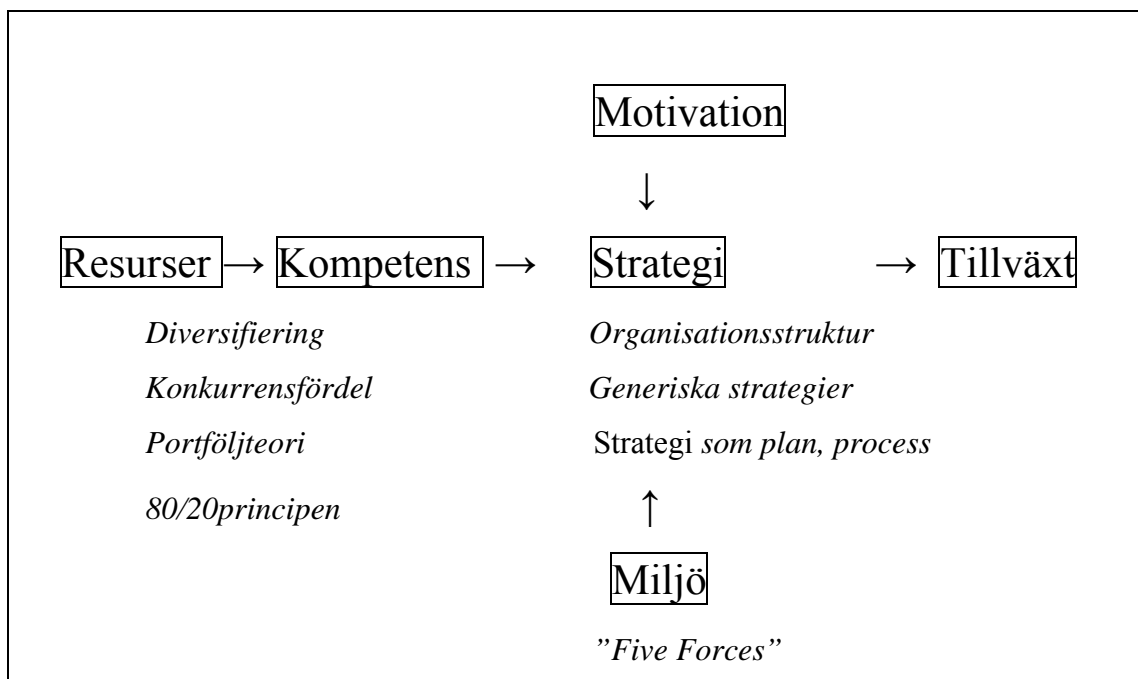 Motivation
↓
Resurser → Kompetens → Strategi → Tillväxt
Diversifiering Organisationsstruktur
Konkurrensfördel Generiska strategier
Portföljteori Strategi som plan, process
80/20principen ↑
Miljö
”Five Forces”